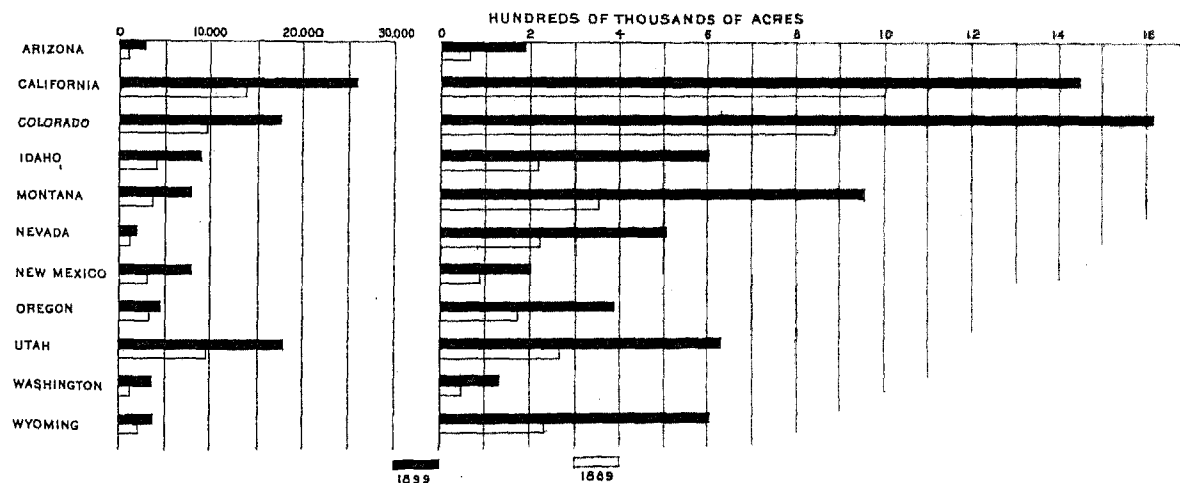 HUNDREDS OF THOUSANDS OF ACRES
0 10.000 20.000 30.000 0 2 4 6 8 10 12 14 16
ARIZONA
CALIFORNIA
COLORADO
IDAHO
MONTANA
NEVADA
NEW MEXICO
OREGON
UTAH
WASHINGTON
WYOMING
1899 1889